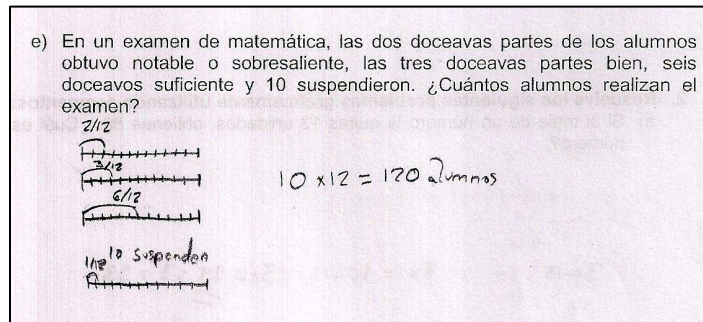 e) En un examen de matemática, las dos doceavas partes de los alumnos
obtuvo notable o sobresaliente, las tres doceavas partes bien, seis
doceavos suficiente y 10 suspendieron. ¿Cuántos alumnos realizan el
examen?
2/12
3/12
10 x 12 = 120 alumnos
6/12
1/12 10 suspenden